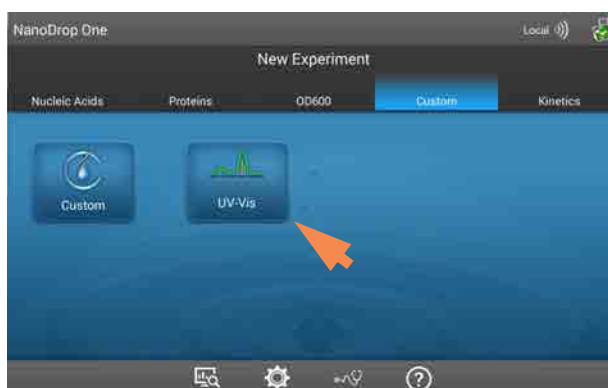 NanoDrop One Local
New Experiment
Nucleic Acids Proteins OD600 Custom Kinetics
Custom UV-Vis
?